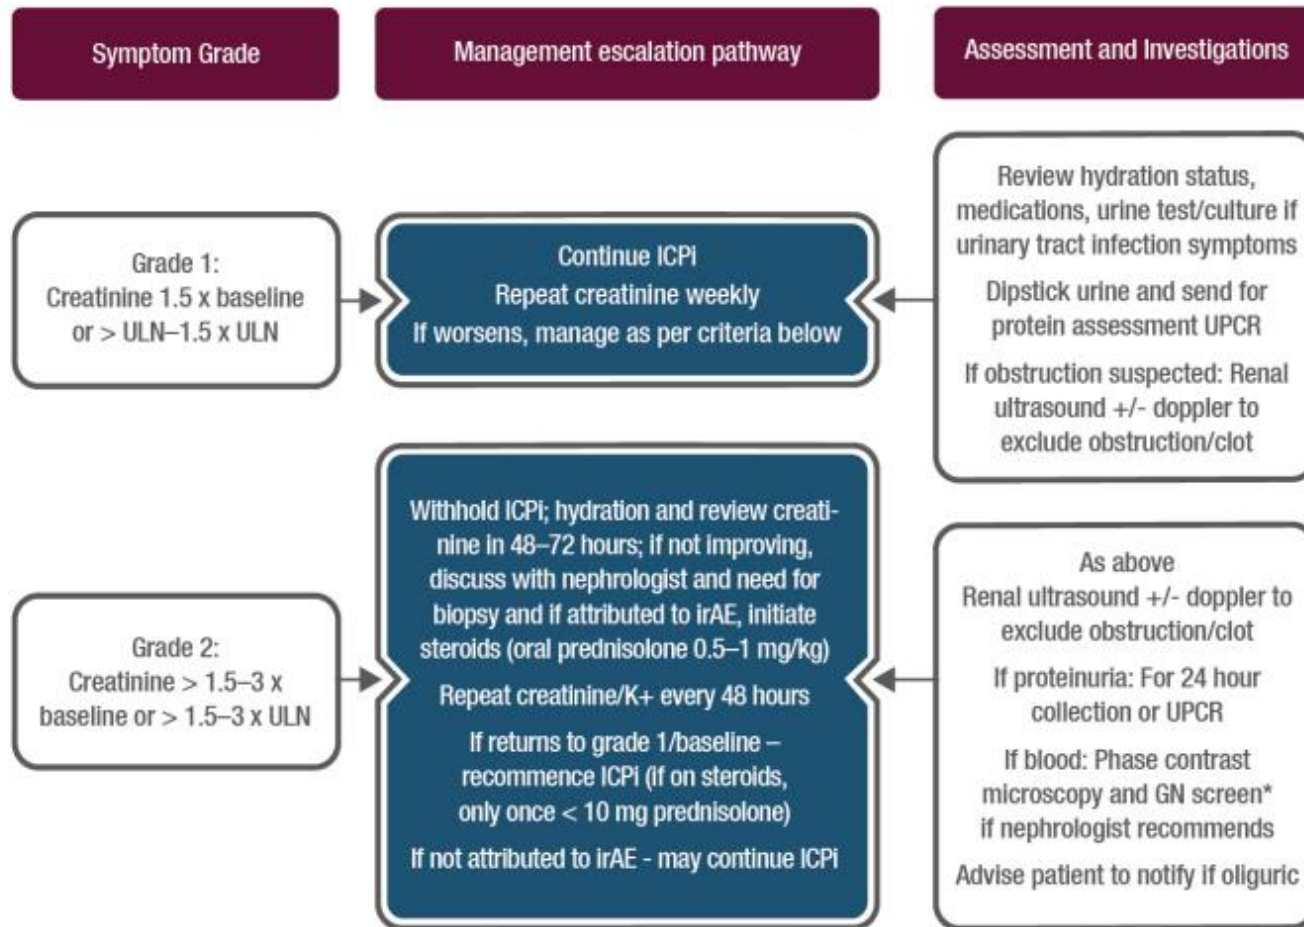 Symptom Grade
Management escalation pathway
Assessment and Investigations
Grade 1:
Creatinine 1.5 x baseline
or > ULN–1.5 x ULN
Continue ICPi
Repeat creatinine weekly
If worsens, manage as per criteria below
Review hydration status,
medications, urine test/culture if
urinary tract infection symptoms
Dipstick urine and send for
protein assessment UPCR
If obstruction suspected: Renal
ultrasound +/- doppler to
exclude obstruction/clot
Grade 2:
Creatinine > 1.5–3 x
baseline or > 1.5–3 x ULN
Withhold ICPi; hydration and review creati-
nine in 48–72 hours; if not improving,
discuss with nephrologist and need for
biopsy and if attributed to irAE, initiate
steroids (oral prednisolone 0.5–1 mg/kg)
Repeat creatinine/K+ every 48 hours
If returns to grade 1/baseline –
recommence ICPi (if on steroids,
only once < 10 mg prednisolone)
If not attributed to irAE - may continue ICPi
As above
Renal ultrasound +/- doppler to
exclude obstruction/clot
If proteinuria: For 24 hour
collection or UPCR
If blood: Phase contrast
microscopy and GN screen*
if nephrologist recommends
Advise patient to notify if oliguric